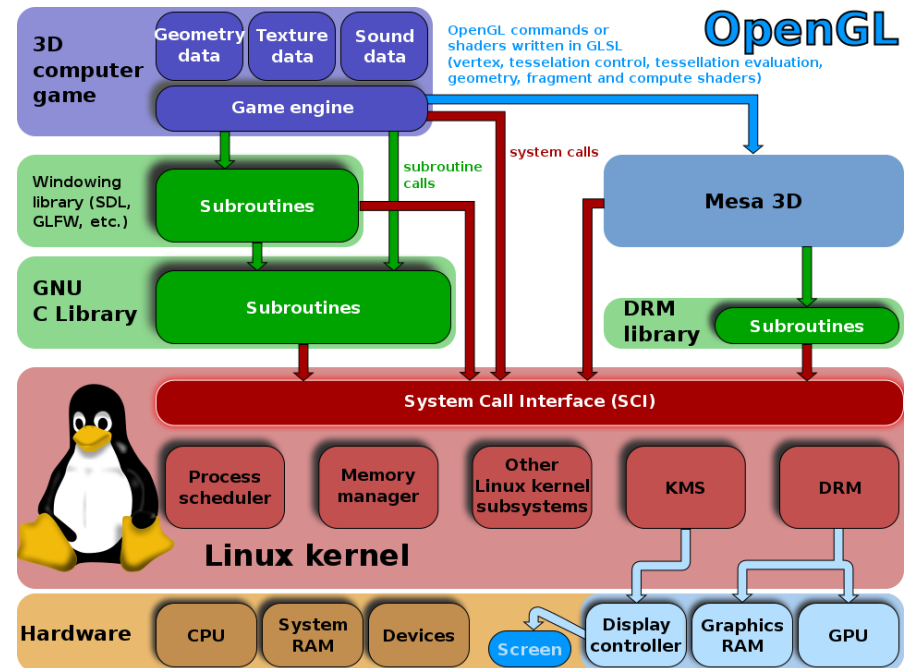 3D
computer
game
Geometry
data
Texture
data
Sound
data
Game engine
OpenGL commands or
shaders written in GLSL
(vertex, tesselation control, tessellation evaluation,
geometry, fragment and compute shaders)
OpenGL
subroutine
calls
system calls
Windowing
library (SDL,
GLFW, etc.)
Subroutines
Mesa 3D
GNU
C Library
Subroutines
DRM
library
Subroutines
System Call Interface (SCI)
Process
scheduler
Memory
manager
Other
Linux kernel
subsystems
KMS
DRM
Linux kernel
Hardware
CPU
System
RAM
Devices
Screen
Display
controller
Graphics
RAM
GPU